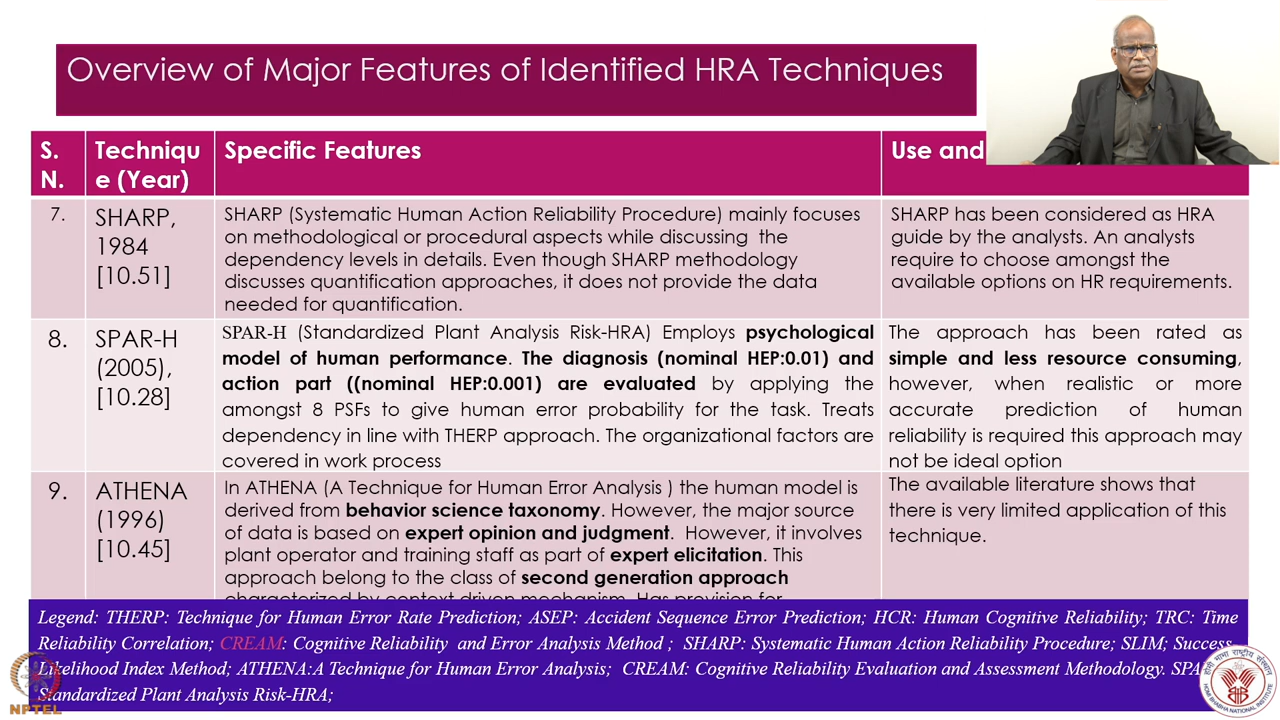 Overview of Major Features of Identified HRA Techniques
S.
N.
Techniqu
e (Year)
Specific Features
Use and
7.
SHARP,
1984
[10.51]
SHARP (Systematic Human Action Reliability Procedure) mainly focuses
on methodological or procedural aspects while discussing the
dependency levels in details. Even though SHARP methodology
discusses quantification approaches, it does not provide the data
needed for quantification.
SHARP has been considered as HRA
guide by the analysts. An analysts
require to choose amongst the
available options on HR requirements.
8.
SPAR-H
(2005),
[10.28]
SPAR-H (Standardized Plant Analysis Risk-HRA) Employs psychological
model of human performance. The diagnosis (nominal HEP:0.01) and
action part ((nominal HEP:0.001) are evaluated by applying the
amongst 8 PSFs to give human error probability for the task. Treats
dependency in line with THERP approach. The organizational factors are
covered in work process
The approach has been rated as
simple and less resource consuming,
however, when realistic or more
accurate prediction of human
reliability is required this approach may
not be ideal option
9.
ATHENA
(1996)
[10.45]
In ATHENA (A Technique for Human Error Analysis ) the human model is
derived from behavior science taxonomy. However, the major source
of data is based on expert opinion and judgment. However, it involves
plant operator and training staff as part of expert elicitation. This
approach belong to the class of second generation approach
characterized by context driven mechanism. Has provision for
The available literature shows that
there is very limited application of this
technique.
Legend: THERP: Technique for Human Error Rate Prediction; ASEP: Accident Sequence Error Prediction; HCR: Human Cognitive Reliability; TRC: Time
Reliability Correlation; CREAM: Cognitive Reliability and Error Analysis Method ; SHARP: Systematic Human Action Reliability Procedure; SLIM; Success
Likelihood Index Method; ATHENA:A Technique for Human Error Analysis; CREAM: Cognitive Reliability Evaluation and Assessment Methodology. SPA
Standardized Plant Analysis Risk-HRA;
NPTEL